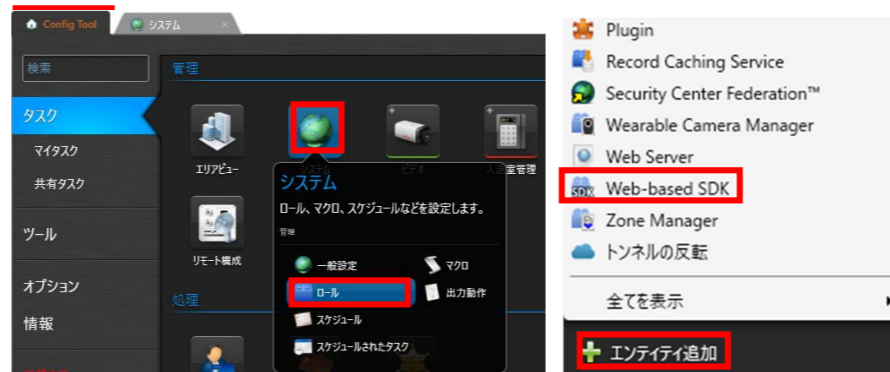 Config Tool
システム
検索
管理
タスク
マイタスク
共有タスク
ツール
オプション
情報
エリアビュー
システム
ビデオ
入退室管理
システム
ロール、マクロ、スケジュールなどを設定します。
管理
一般設定
マクロ
ロール
出力動作
スケジュール
スケジュールされたタスク
リモート構成
処理
Plugin
Record Caching Service
Security Center Federation™
Wearable Camera Manager
Web Server
SDK
Web-based SDK
Zone Manager
トンネルの反転
全てを表示
エンティティ追加